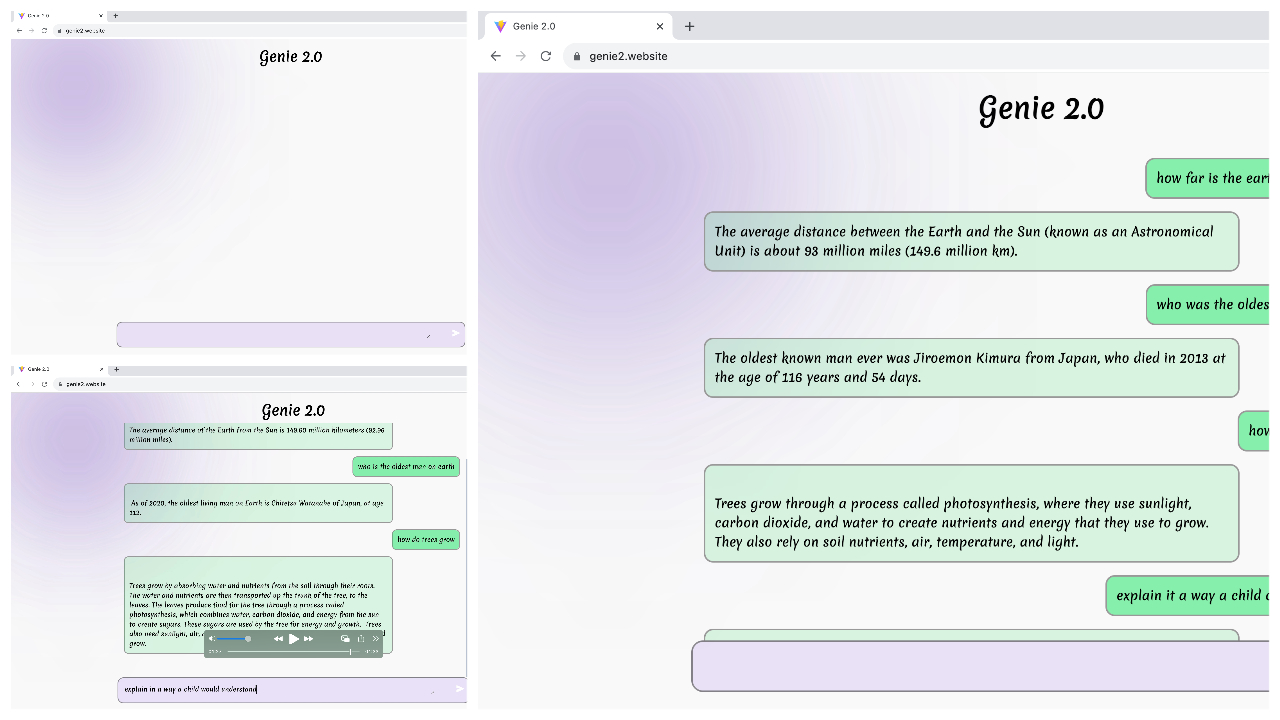 Genie 2.0
genie2.website
Genie 2.0
Genie 2.0
genie2.website
Genie 2.0
The average distance of the Earth from the Sun is 149.60 million kilometers (92.96
million miles).
who is the oldest man on earth
As of 2020, the oldest living man on Earth is Chitetsu Watanabe of Japan, at age
112.
how do trees grow
Trees grow by absorbing water and nutrients from the soil through their roots.
The water and nutrients are then transported up the trunk of the tree, to the
leaves. The leaves produce food for the tree through a process called
photosynthesis, which combines water, carbon dioxide, and energy from the sun
to create sugars. These sugars are used by the tree for energy and growth. Trees
also need sunlight, air,
grow.
explain in a way a child would understand
Genie 2.0
genie2.website
Genie 2.0
how far is the ear
The average distance between the Earth and the Sun (known as an Astronomical
Unit) is about 93 million miles (149.6 million km).
who was the oldes
The oldest known man ever was Jiroemon Kimura from Japan, who died in 2013 at
the age of 116 years and 54 days.
how
Trees grow through a process called photosynthesis, where they use sunlight,
carbon dioxide, and water to create nutrients and energy that they use to grow.
They also rely on soil nutrients, air, temperature, and light.
explain it a way a child